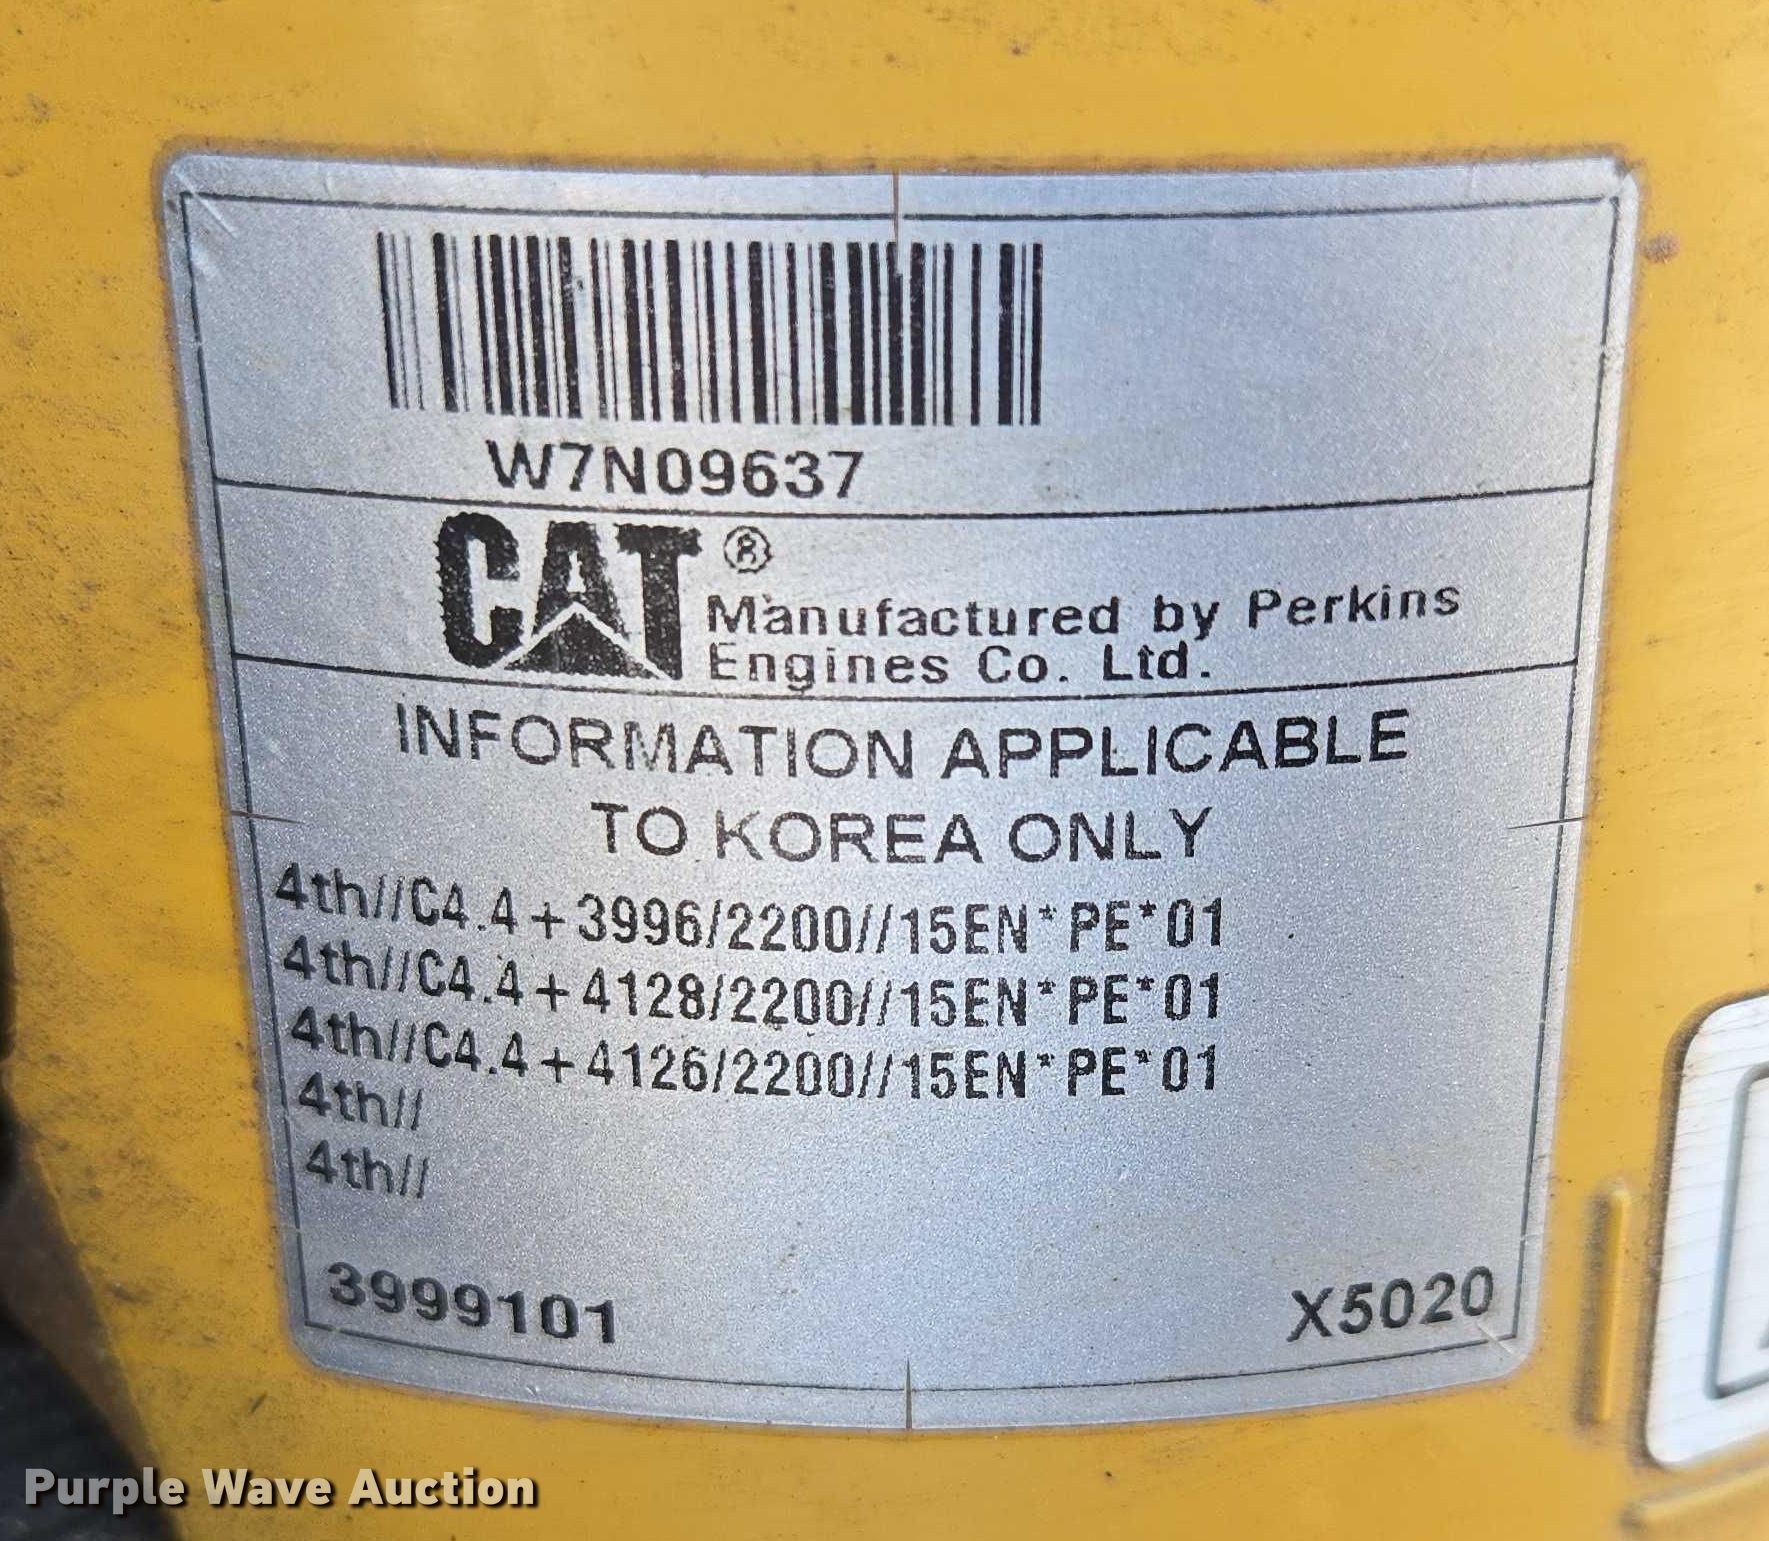 W7N09637
CAT®
Manufactured by Perkins
Engines Co. Ltd.
INFORMATION APPLICABLE
TO KOREA ONLY
4th//C4.4+3996/2200//15EN*PE*01
4th//C4.4+4128/2200//15EN*PE*01
4th//C4.4+4126/2200//15EN*PE*01
4th//
4th//
3999101
X5020
Purple Wave Auction